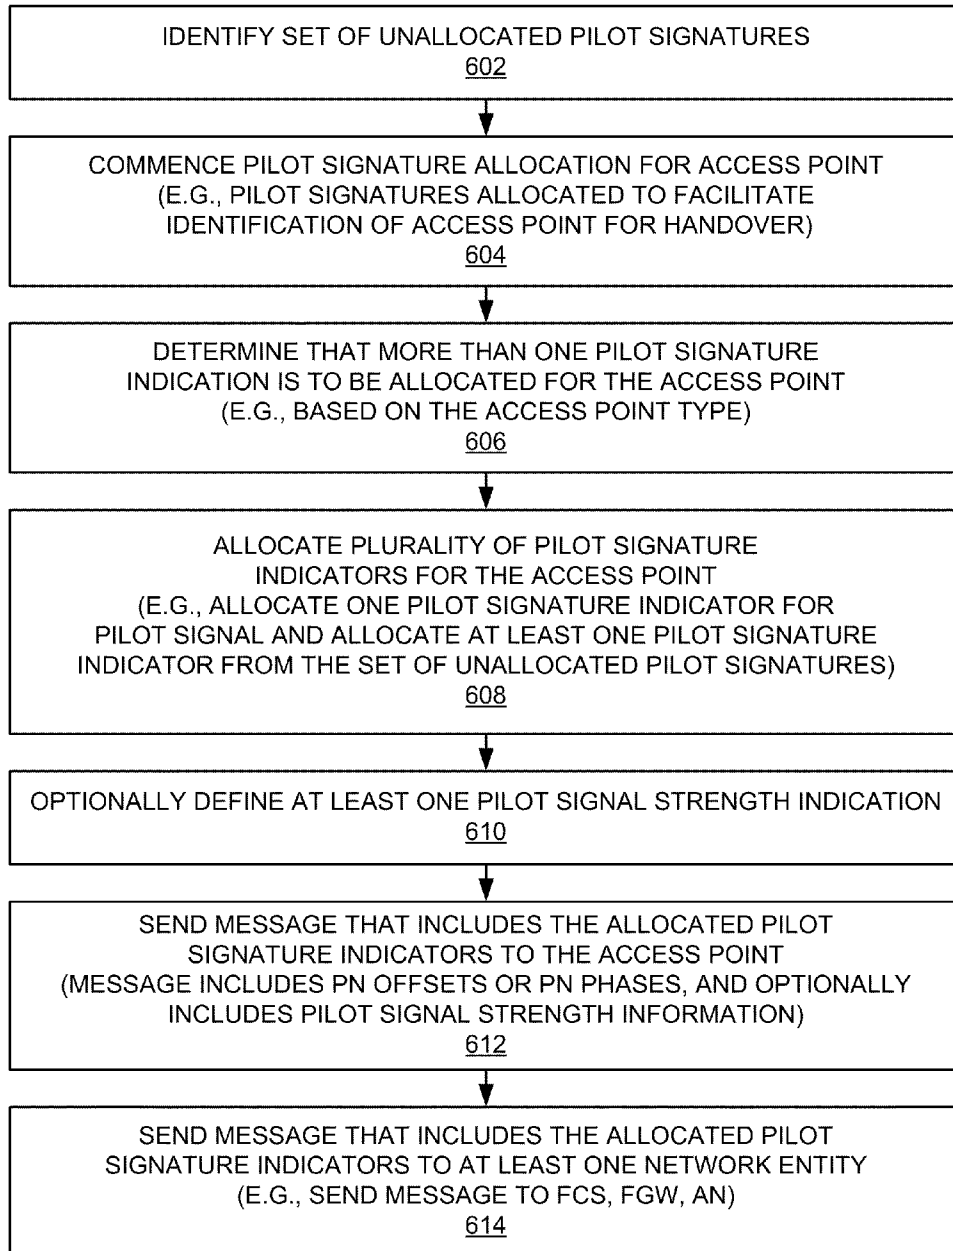 IDENTIFY SET OF UNALLOCATED PILOT SIGNATURES
602
COMMENCE PILOT SIGNATURE ALLOCATION FOR ACCESS POINT
(E.G., PILOT SIGNATURES ALLOCATED TO FACILITATE
IDENTIFICATION OF ACCESS POINT FOR HANDOVER)
604
DETERMINE THAT MORE THAN ONE PILOT SIGNATURE
INDICATION IS TO BE ALLOCATED FOR THE ACCESS POINT
(E.G., BASED ON THE ACCESS POINT TYPE)
606
ALLOCATE PLURALITY OF PILOT SIGNATURE
INDICATORS FOR THE ACCESS POINT
(E.G., ALLOCATE ONE PILOT SIGNATURE INDICATOR FOR
PILOT SIGNAL AND ALLOCATE AT LEAST ONE PILOT SIGNATURE
INDICATOR FROM THE SET OF UNALLOCATED PILOT SIGNATURES)
608
OPTIONALLY DEFINE AT LEAST ONE PILOT SIGNAL STRENGTH INDICATION
610
SEND MESSAGE THAT INCLUDES THE ALLOCATED PILOT
SIGNATURE INDICATORS TO THE ACCESS POINT
(MESSAGE INCLUDES PN OFFSETS OR PN PHASES, AND OPTIONALLY
INCLUDES PILOT SIGNAL STRENGTH INFORMATION)
612
SEND MESSAGE THAT INCLUDES THE ALLOCATED PILOT
SIGNATURE INDICATORS TO AT LEAST ONE NETWORK ENTITY
(E.G., SEND MESSAGE TO FCS, FGW, AN)
614